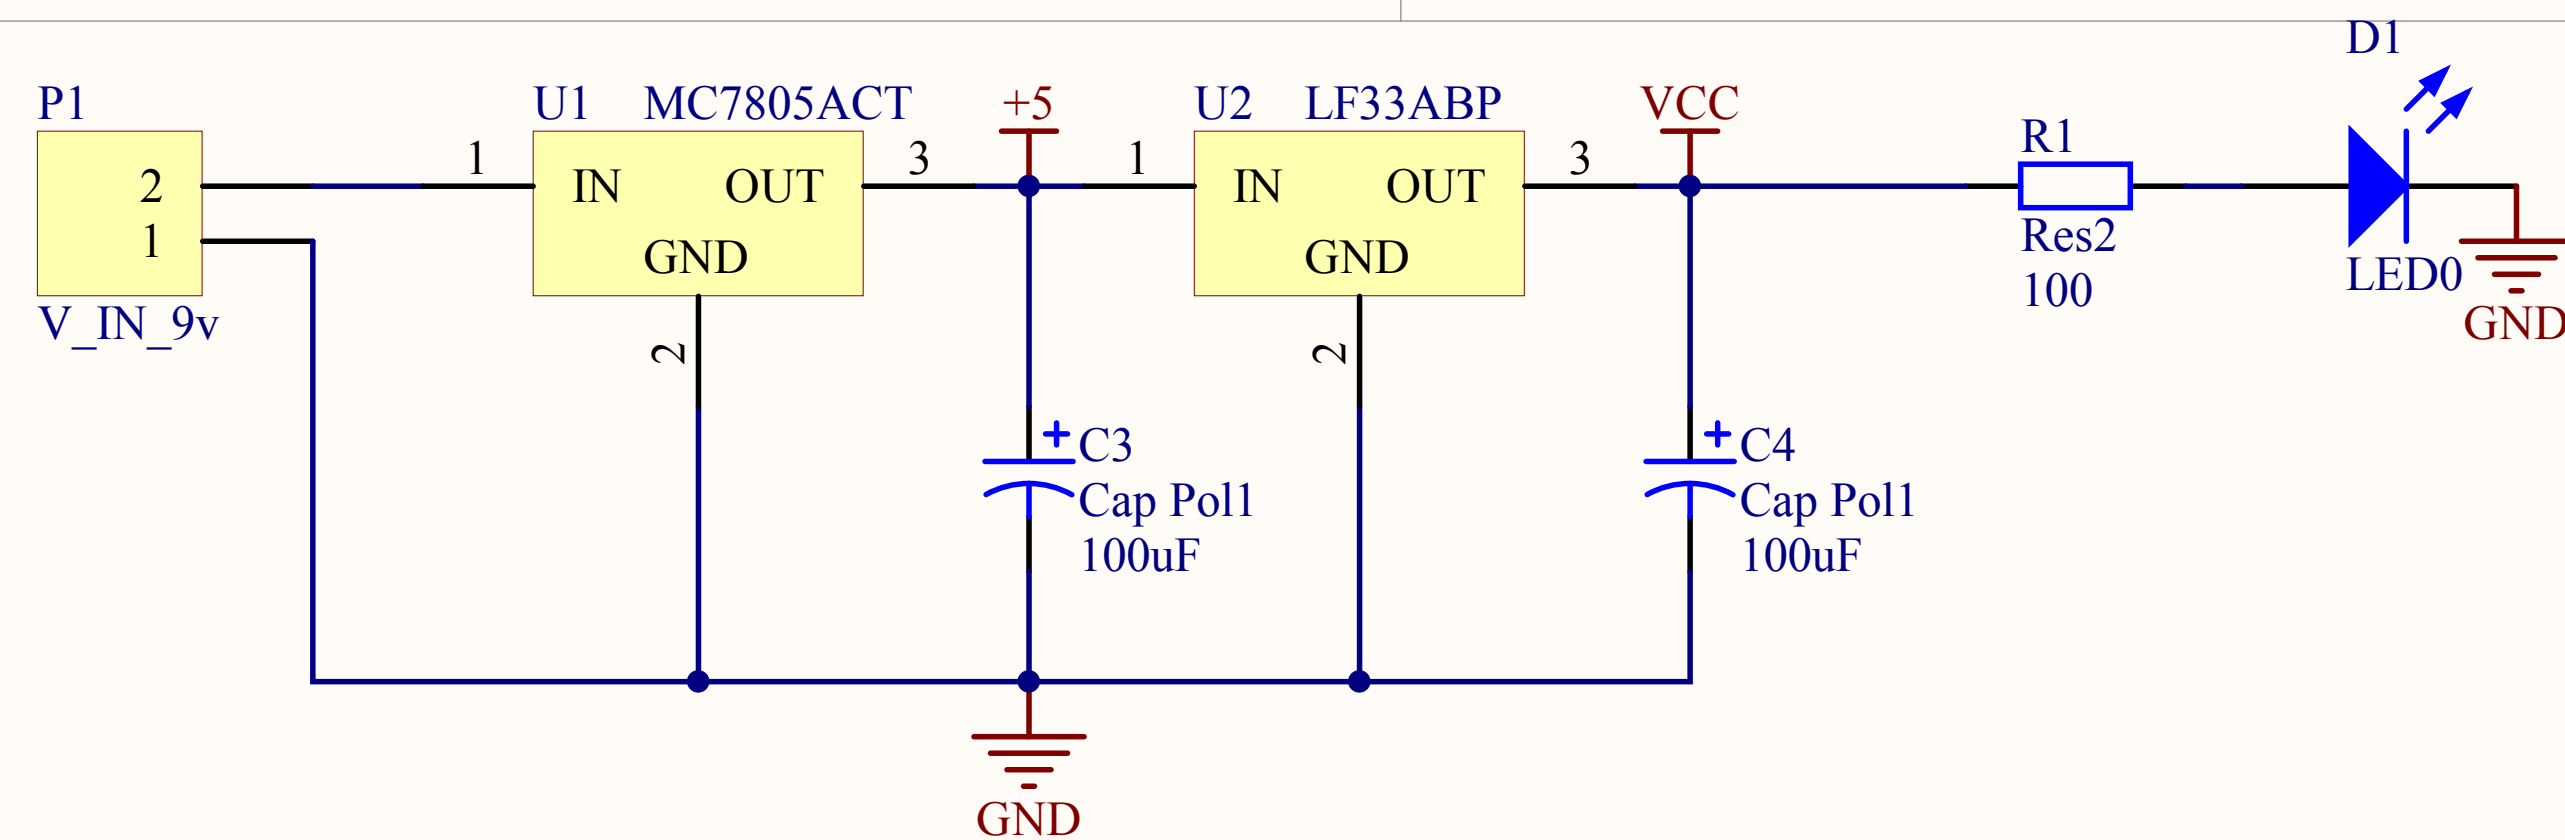 P1
2
1
V_IN_9v
1
U1 MC7805ACT
IN OUT
GND
2
3
+5
1
U2 LF33ABP
IN OUT
GND
2
3
VCC
R1
Res2
100
D1
LED0
GND
+ C3
Cap Pol1
100uF
+ C4
Cap Pol1
100uF
GND